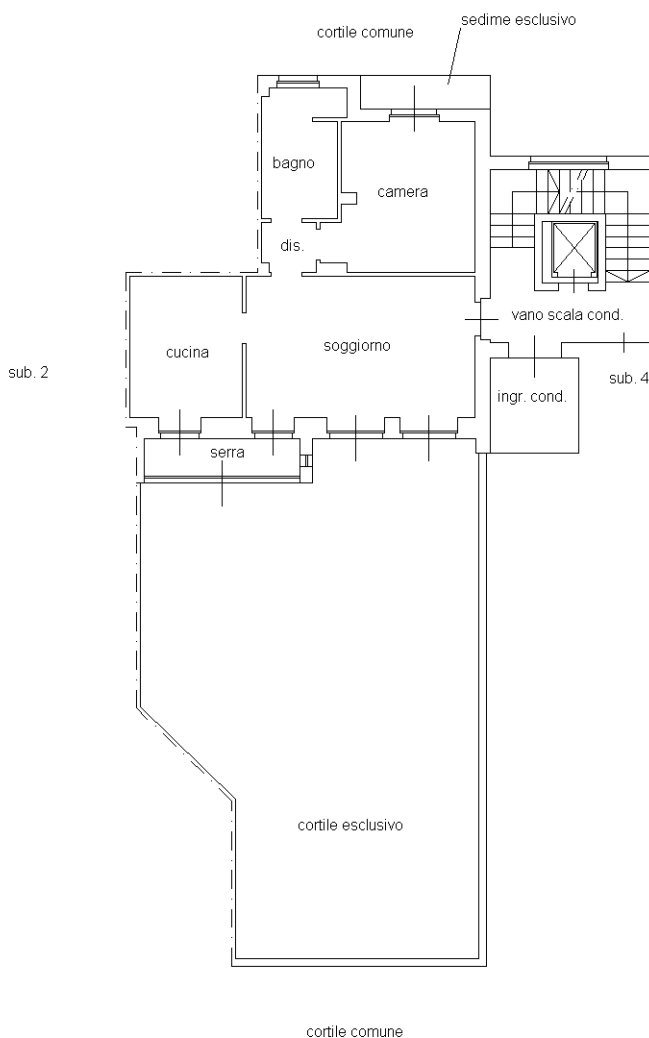 sedime esclusivo
cortile comune
bagno
camera
dis.
vano scala cond.
cucina
soggiorno
sub. 2
sub. 4
ingr. cond.
serra
cortile esclusivo
cortile comune